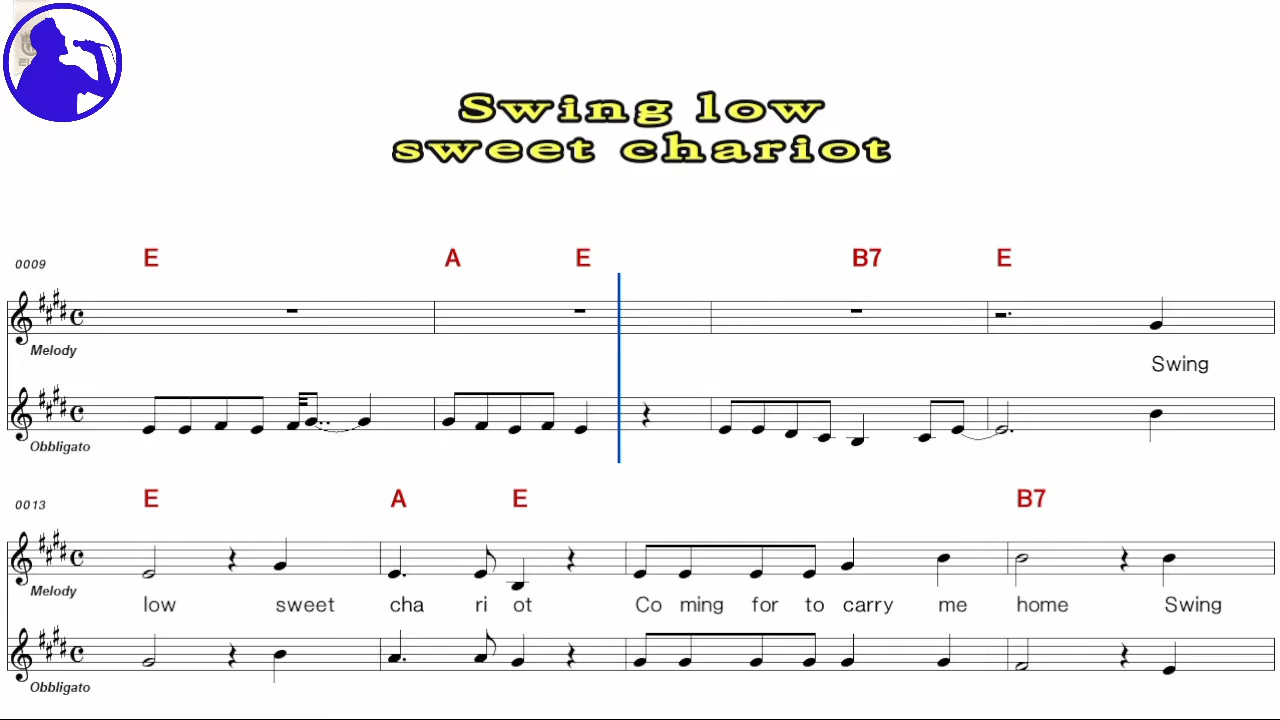 Swing low
sweet chariot
E A E B7 E
0009
Melody
Swing
Obbligato
E A E B7
0013
Melody
low sweet cha ri ot Co ming for to carry me home Swing
Obbligato